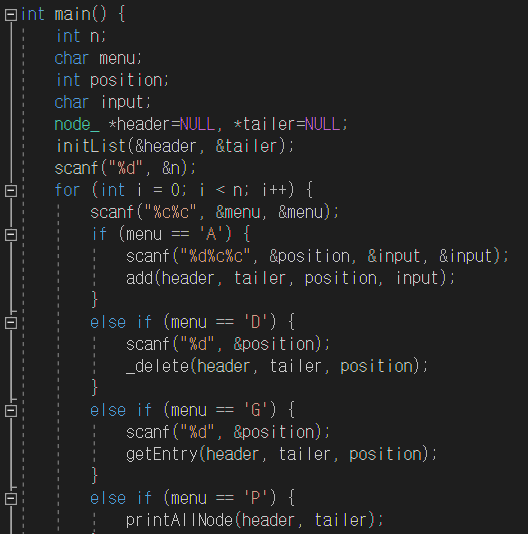 int main() {
int n;
char menu;
int position;
char input;
node_ *header=NULL, *tailer=NULL;
initList(&header, &tailer);
scanf("%d", &n);
for (int i = 0; i < n; i++) {
scanf("%c%c", &menu, &menu);
if (menu == 'A') {
scanf("%d%c%c", &position, &input, &input);
add(header, tailer, position, input);
}
else if (menu == 'D') {
scanf("%d", &position);
_delete(header, tailer, position);
}
else if (menu == 'G') {
scanf("%d", &position);
getEntry(header, tailer, position);
}
else if (menu == 'P') {
printAllNode(header, tailer);